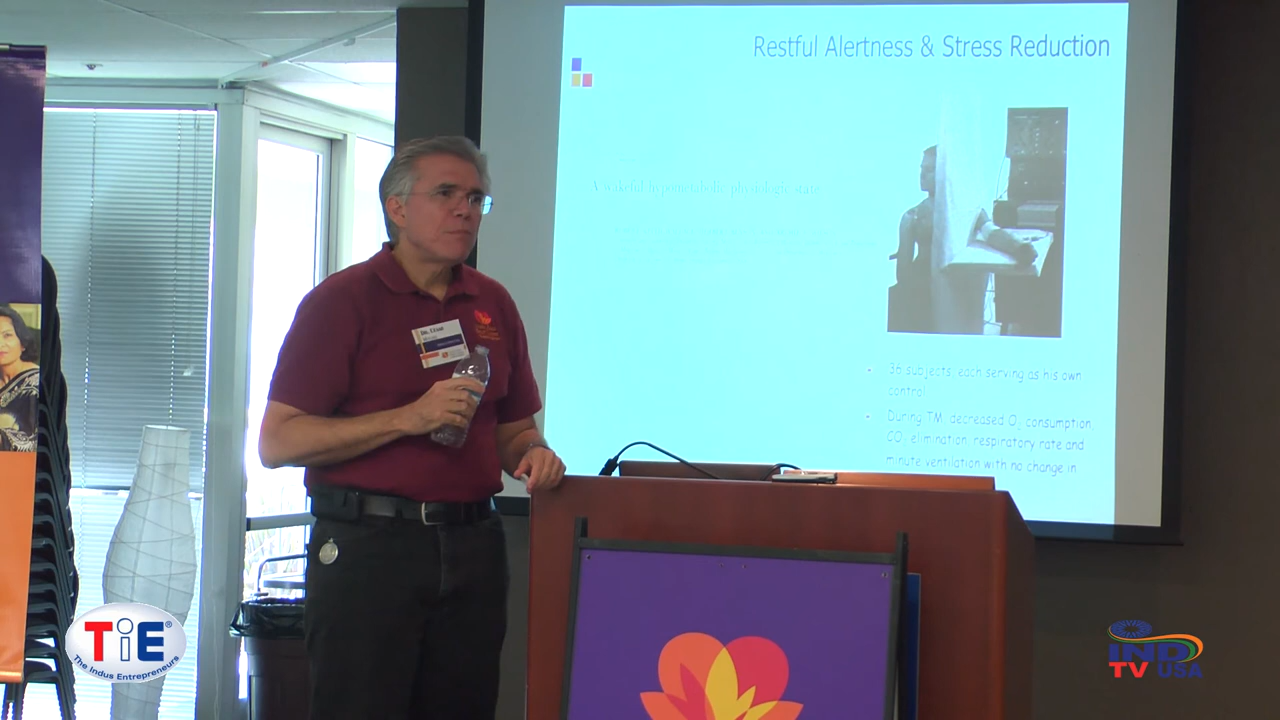 Restful Alertness & Stress Reduction
A wakeful hypometabolic physiologic state
• 36 subjects, each serving as his own
control
• During TM, decreased O2 consumption,
CO2 elimination, respiratory rate and
minute ventilation with no change in
TiE®
The Indus Entrepreneurs
IND
TV USA